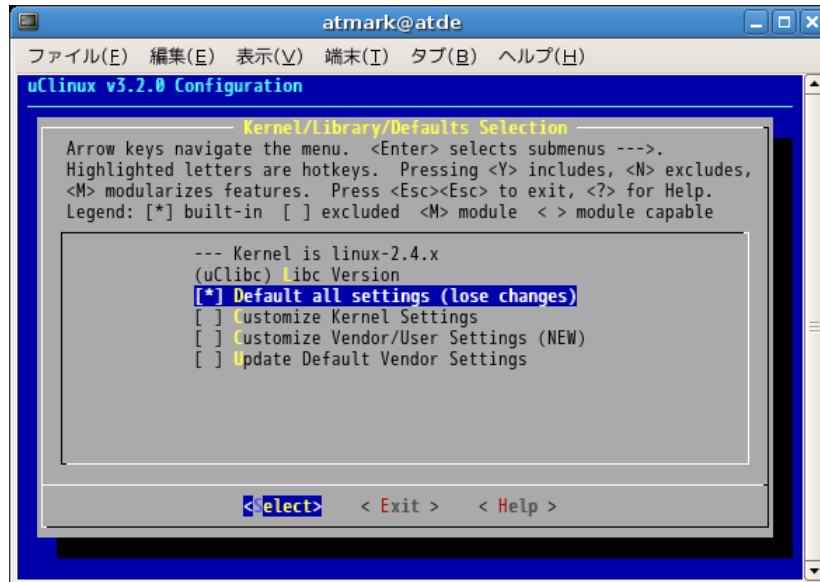 atmark@atde
ファイル(F) 編集(E) 表示(V) 端末(T) タブ(B) ヘルプ(H)
uClinux v3.2.0 Configuration
Kernel/Library/Defaults Selection
Arrow keys navigate the menu. <Enter> selects submenus --->.
Highlighted letters are hotkeys. Pressing <Y> includes, <N> excludes,
<M> modularizes features. Press <Esc><Esc> to exit, <?> for Help.
Legend: [*] built-in [ ] excluded <M> module < > module capable
--- Kernel is linux-2.4.x
(uClibc) Libc Version
[*] Default all settings (lose changes)
[ ] Customize Kernel Settings
[ ] Customize Vendor/User Settings (NEW)
[ ] Update Default Vendor Settings
<Select> < Exit > < Help >